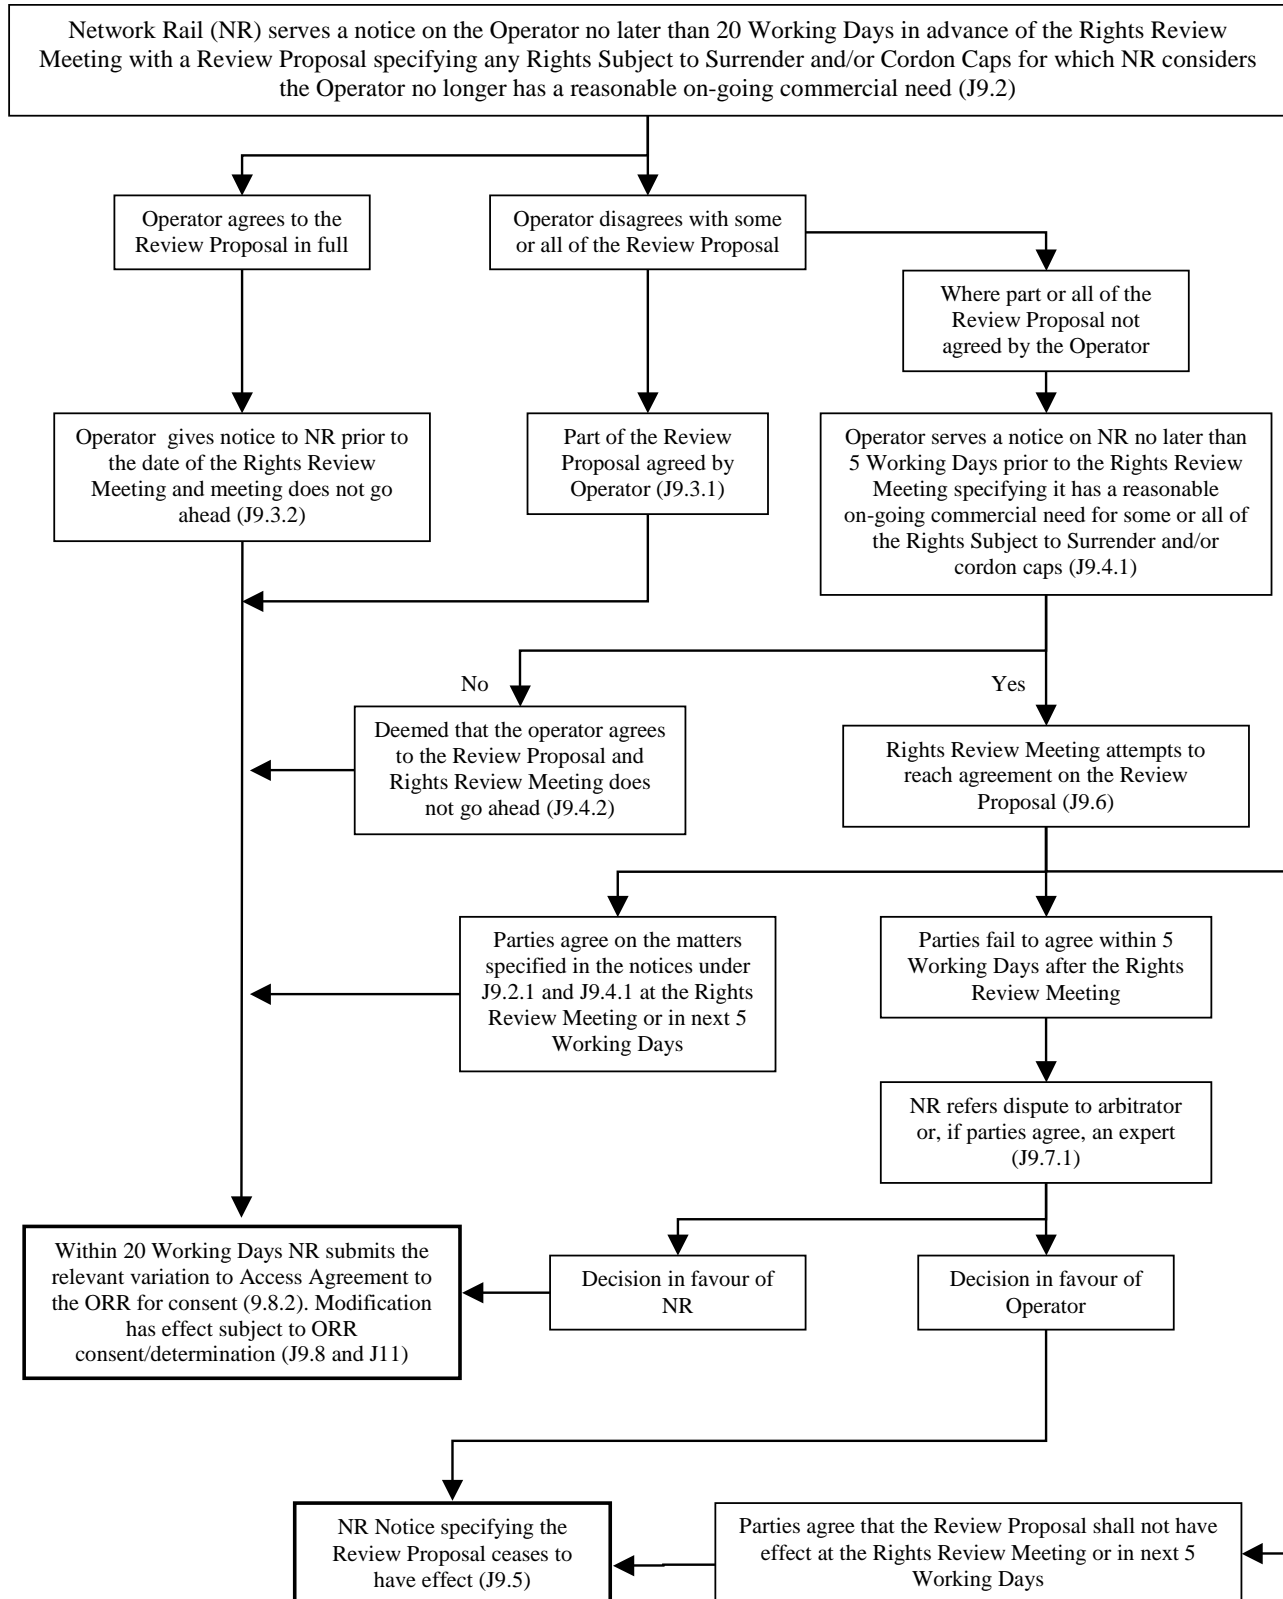 Network Rail (NR) serves a notice on the Operator no later than 20 Working Days in advance of the Rights Review
Meeting with a Review Proposal specifying any Rights Subject to Surrender and/or Cordon Caps for which NR considers
the Operator no longer has a reasonable on-going commercial need (J9.2)
Operator agrees to the
Review Proposal in full
Operator disagrees with some
or all of the Review Proposal
Where part or all of the
Review Proposal not
agreed by the Operator
Operator gives notice to NR prior to
the date of the Rights Review
Meeting and meeting does not go
ahead (J9.3.2)
Part of the Review
Proposal agreed by
Operator (J9.3.1)
Operator serves a notice on NR no later than
5 Working Days prior to the Rights Review
Meeting specifying it has a reasonable
on-going commercial need for some or all of
the Rights Subject to Surrender and/or
cordon caps (J9.4.1)
No
Yes
Deemed that the operator agrees
to the Review Proposal and
Rights Review Meeting does
not go ahead (J9.4.2)
Rights Review Meeting attempts to
reach agreement on the Review
Proposal (J9.6)
Parties agree on the matters
specified in the notices under
J9.2.1 and J9.4.1 at the Rights
Review Meeting or in next 5
Working Days
Parties fail to agree within 5
Working Days after the Rights
Review Meeting
NR refers dispute to arbitrator
or, if parties agree, an expert
(J9.7.1)
Within 20 Working Days NR submits the
relevant variation to Access Agreement to
the ORR for consent (9.8.2). Modification
has effect subject to ORR
consent/determination (J9.8 and J11)
Decision in favour of
NR
Decision in favour of
Operator
NR Notice specifying the
Review Proposal ceases to
have effect (J9.5)
Parties agree that the Review Proposal shall not have
effect at the Rights Review Meeting or in next 5
Working Days